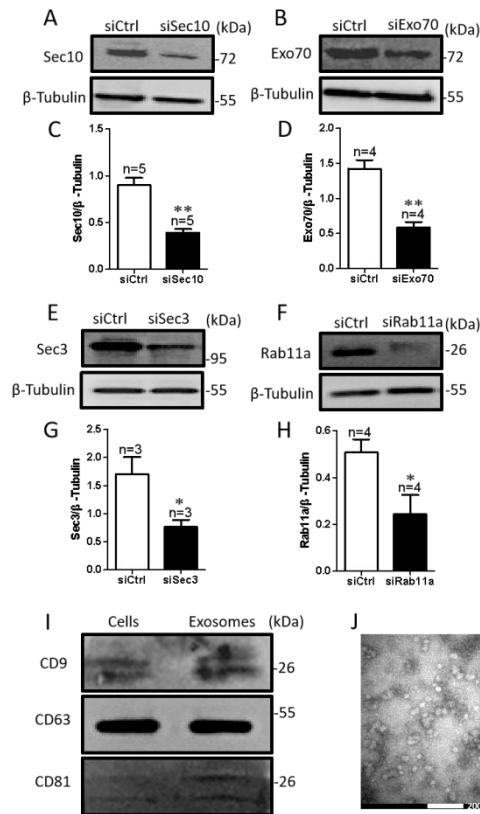 A
siCtrl siSec10 (kDa)
Sec10
-72
β-Tubulin
-55
B
siCtrl siExo70 (kDa)
Exo70
-72
β-Tubulin
-55
C
Sec10/β -Tubulin
1.5
1.0
0.5
0.0
n=5
**
n=5
siCtrl siSec10
D
Exo70/β -Tubulin
2.0
1.5
1.0
0.5
0.0
n=4
**
n=4
siCtrl siExo70
E
siCtrl siSec3 (kDa)
Sec3
-95
β-Tubulin
-55
F
siCtrl siRab11a (kDa)
Rab11a
-26
β-Tubulin
-55
G
Sec3/β -Tubulin
2.5
2.0
1.5
1.0
0.5
0.0
n=3
*
n=3
siCtrl siSec3
H
Rab11a/β -Tubulin
0.6
0.4
0.2
0.0
n=4
*
n=4
siCtrl siRab11a
I
Cells Exosomes (kDa)
CD9
-26
CD63
-55
CD81
-26
J